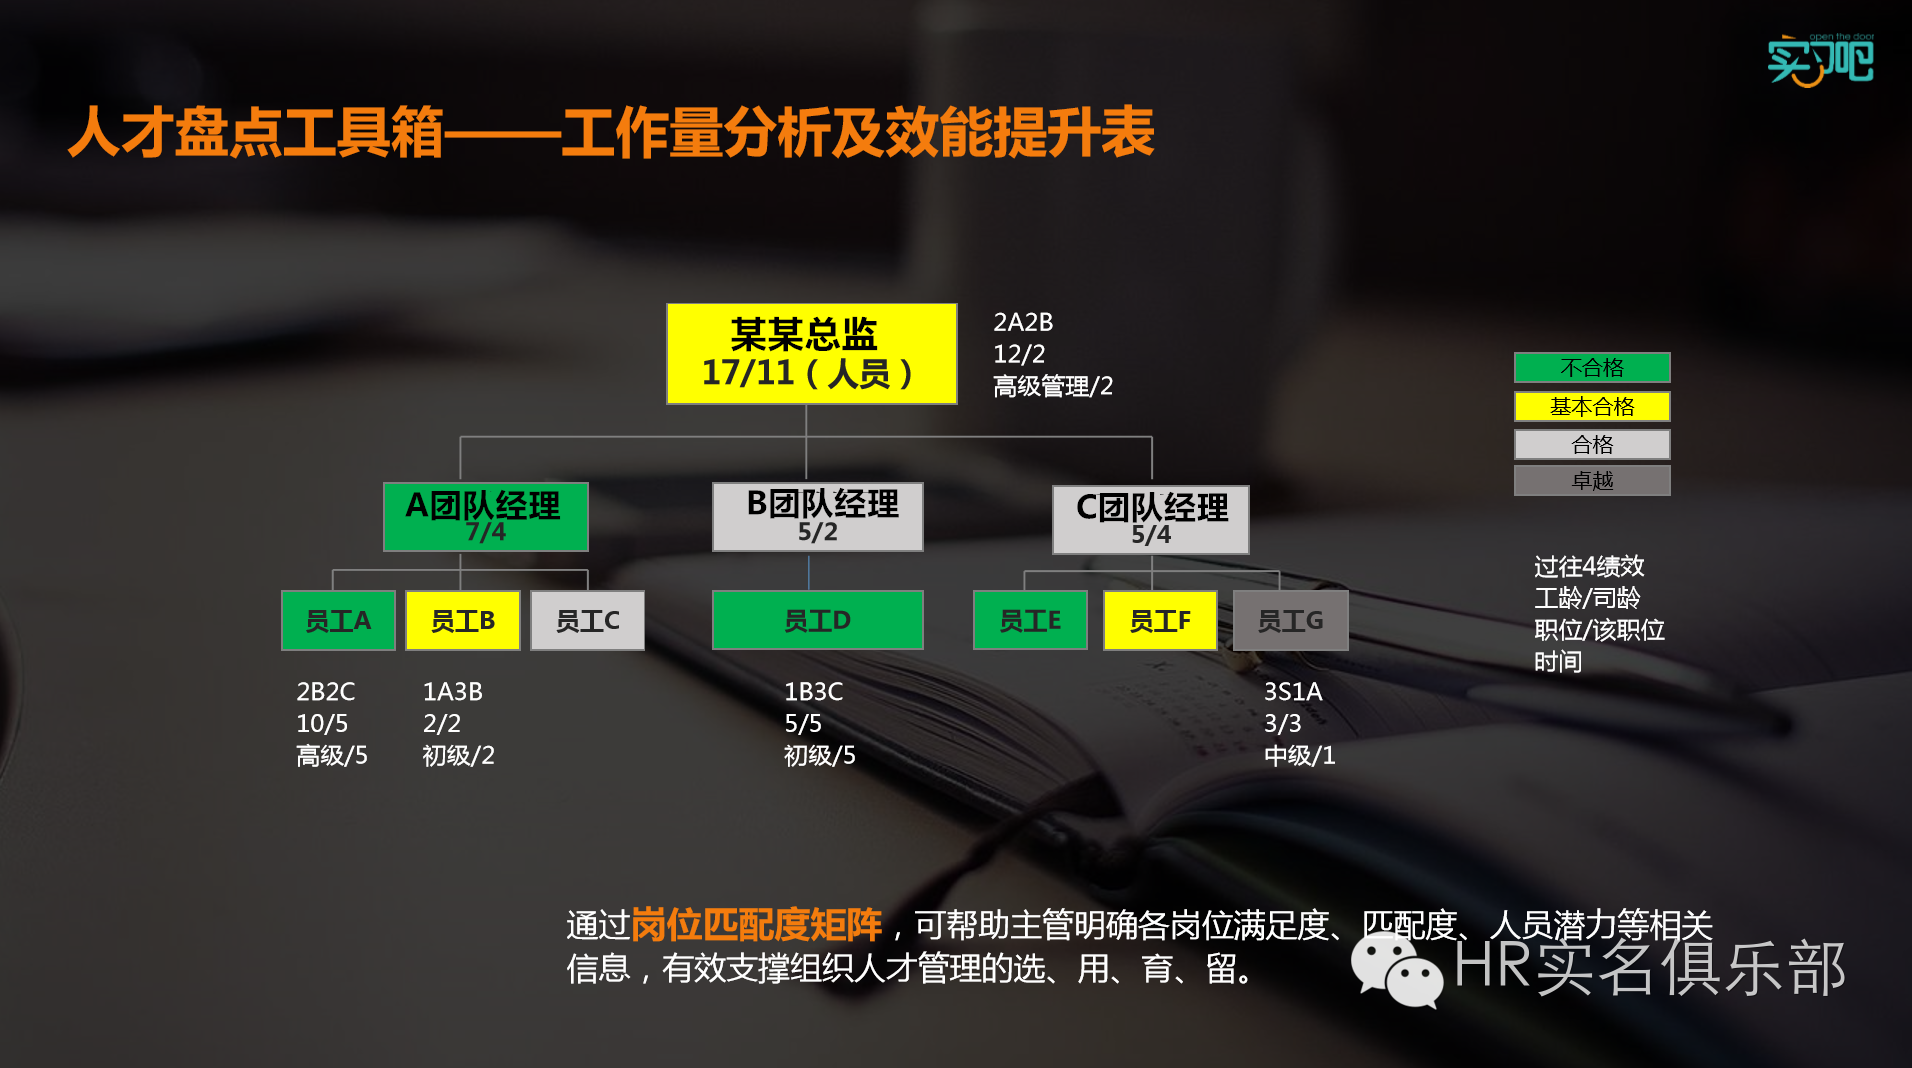 open the door
实习吧
人才盘点工具箱——工作量分析及效能提升表
某某总监
17/11（人员）
2A2B
12/2
高级管理/2
不合格
基本合格
合格
卓越
A团队经理
7/4
B团队经理
5/2
C团队经理
5/4
员工A
员工B
员工C
员工D
员工E
员工F
员工G
过往4绩效
工龄/司龄
职位/该职位
时间
2B2C
10/5
高级/5
1A3B
2/2
初级/2
1B3C
5/5
初级/5
3S1A
3/3
中级/1
通过岗位匹配度矩阵，可帮助主管明确各岗位满足度、匹配度、人员潜力等相关
信息，有效支撑组织人才管理的选、用、育、留。
HR实名俱乐部